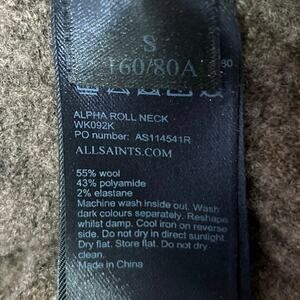 S
160/80A
80
ALPHA ROLL NECK
WK092K
PO number: AS114541R
ALLSAINTS.COM
55% wool
43% polyamide
2% elastane
Machine wash inside out. Wash
dark colours separately. Reshape
whilst damp. Cool iron on reverse
side. Do not dry in direct sunlight
Dry flat. Store flat. Do not dry
clean.
Made in China